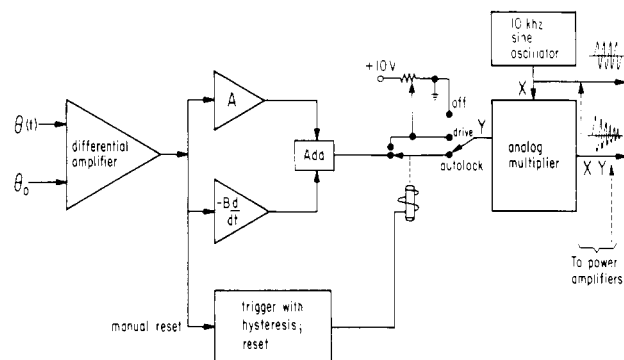 10 khz
sine
oscillator
+10V
off
drive
autolock
X
Y
A
θ(t)
differential
amplifier
θ₀
Add
-Bd
dt
analog
multiplier
X Y
To power
amplifiers
manual reset
trigger with
hysteresis;
reset